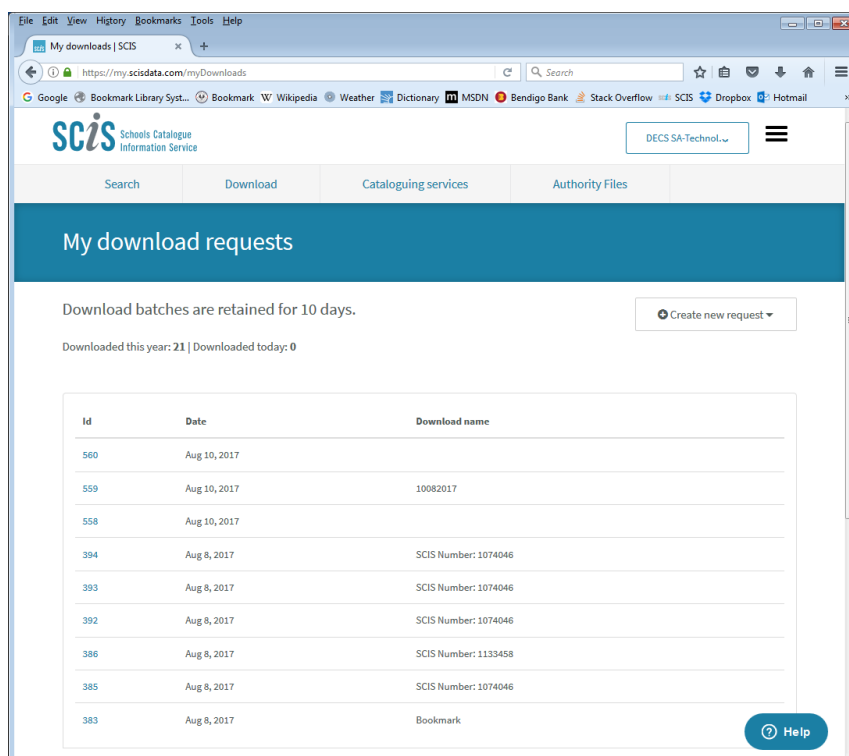 File Edit View History Bookmarks Tools Help
My downloads | SCIS
https://my.scisdata.com/myDownloads
Search
Google Bookmark Library Syst... Bookmark Wikipedia Weather Dictionary MSDN Bendigo Bank Stack Overflow SCIS Dropbox Hotmail
SCiS Schools Catalogue
Information Service
DECS SA-Technol...
Search Download Cataloguing services Authority Files
My download requests
Download batches are retained for 10 days.
Create new request
Downloaded this year: 21 | Downloaded today: 0
Id Date Download name
560 Aug 10, 2017
559 Aug 10, 2017 10082017
558 Aug 10, 2017
394 Aug 8, 2017 SCIS Number: 1074046
393 Aug 8, 2017 SCIS Number: 1074046
392 Aug 8, 2017 SCIS Number: 1074046
386 Aug 8, 2017 SCIS Number: 1133458
385 Aug 8, 2017 SCIS Number: 1074046
383 Aug 8, 2017 Bookmark
Help